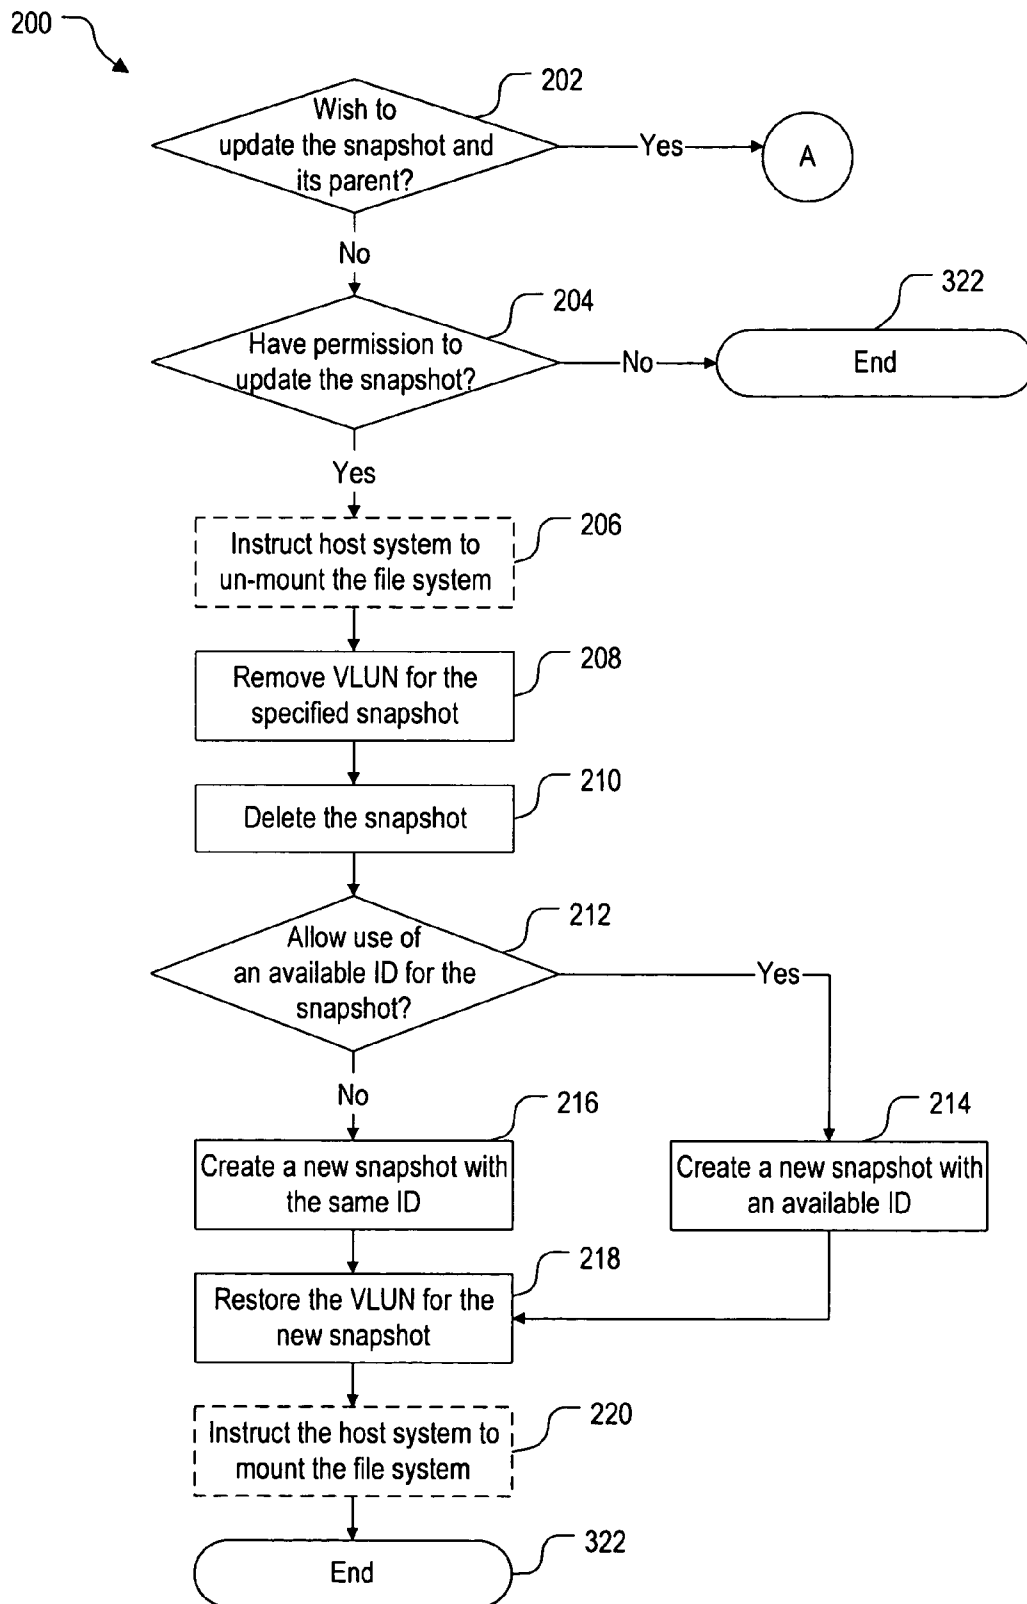 200
202
Wish to
update the snapshot and
its parent?
Yes
A
No
204
322
Have permission to
update the snapshot?
No
End
Yes
206
Instruct host system to
un-mount the file system
208
Remove VLUN for the
specified snapshot
210
Delete the snapshot
212
Allow use of
an available ID for the
snapshot?
Yes
No
216
214
Create a new snapshot with
the same ID
Create a new snapshot with
an available ID
218
Restore the VLUN for the
new snapshot
220
Instruct the host system to
mount the file system
322
End